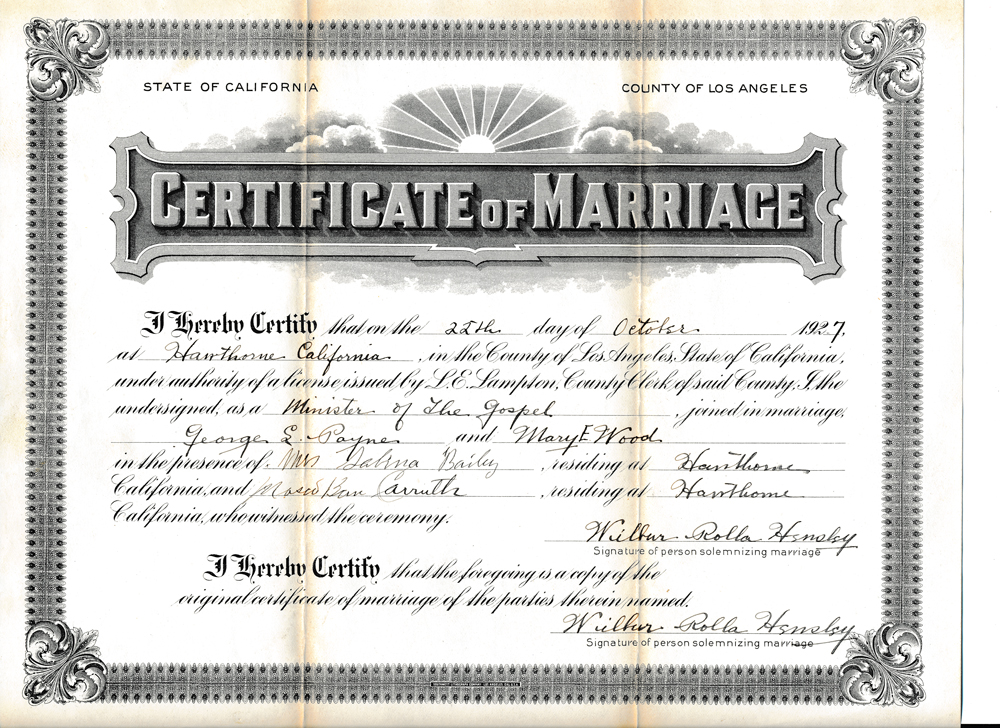 STATE OF CALIFORNIA
COUNTY OF LOS ANGELES
CERTIFICATE OF MARRIAGE
I Hereby Certify that on the 22th day of October 1927,
at Hawthorne California, in the County of Los Angeles, State of California,
under authority of a license issued by L.E. Lampton, County Clerk of said County, I, the
undersigned, as a Minister of The Gospel, joined in marriage,
George L. Payne and Mary E Wood
in the presence of Mrs Bailey, residing at Hawthorne
California, and Carruth, residing at Hawthorne
California, who witnessed the ceremony.
Wilbur Rolla Hensley
Signature of person solemnizing marriage
I Hereby Certify that the foregoing is a copy of the
original certificate of marriage of the parties therein named.
Wilbur Rolla Hensley
Signature of person solemnizing marriage